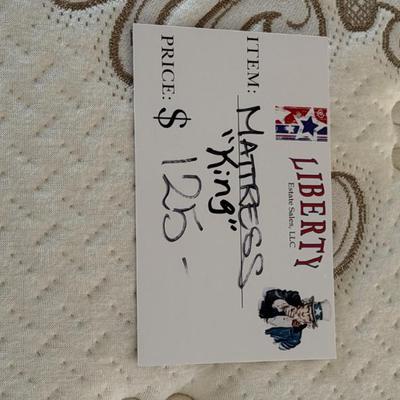 LIBERTY
Estate Sales, LLC
ITEM: MATTRESS
"King"
PRICE: $ 125-